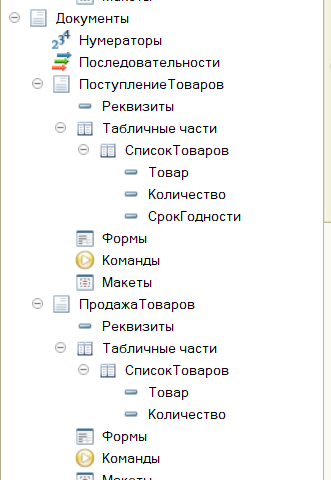 Документы
Нумераторы
Последовательности
ПоступлениеТоваров
Реквизиты
Табличные части
СписокТоваров
Товар
Количество
СрокГодности
Формы
Команды
Макеты
ПродажаТоваров
Реквизиты
Табличные части
СписокТоваров
Товар
Количество
Формы
Команды
Макеты